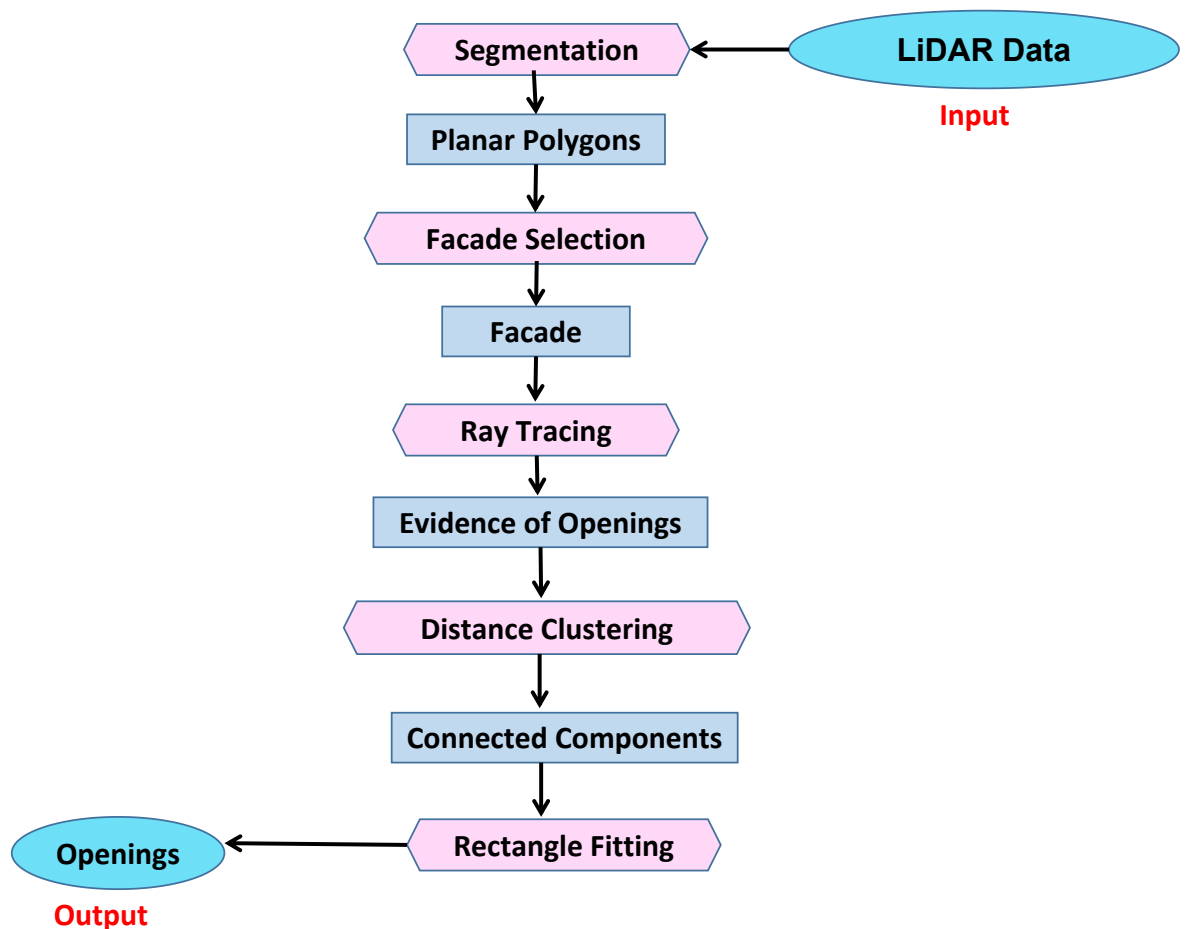 LiDAR Data
Input
Segmentation
Planar Polygons
Facade Selection
Facade
Ray Tracing
Evidence of Openings
Distance Clustering
Connected Components
Rectangle Fitting
Openings
Output